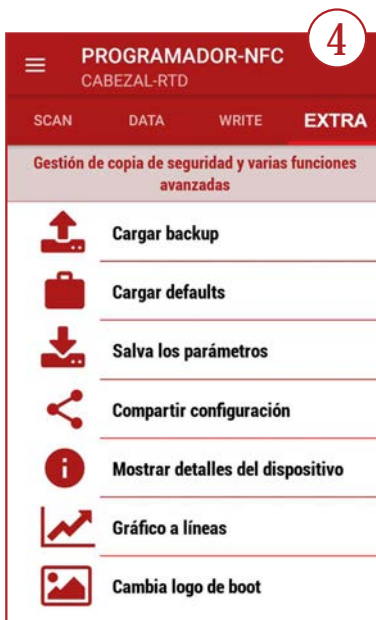 4
PROGRAMADOR-NFC
CABEZAL-RTD
SCAN DATA WRITE EXTRA
Gestión de copia de seguridad y varias funciones
avanzadas
Cargar backup
Cargar defaults
Salva los parámetros
Compartir configuración
Mostrar detalles del dispositivo
Gráfico a líneas
Cambia logo de boot